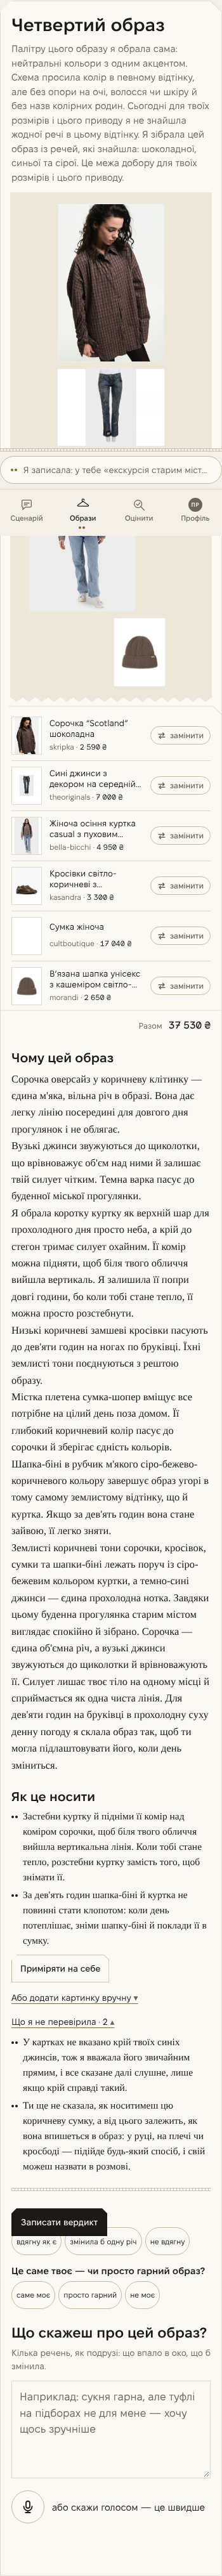 Четвертий образ
Палітру цього образу я обрала сама:
нейтральні кольори з одним акцентом.
Схема просила колір в певному відтінку,
але без опори на очі, волосся чи шкіру й
без назв колірних родин. Сьогодні для твоїх
розмірів і цього приводу я не знайшла
жодної речі в цьому відтінку. Я зібрала цей
образ із речей, які знайшла: шоколадної,
синьої та сірої. Це межа добору для твоїх
розмірів і цього приводу.
Я записала: у тебе «екскурсія старим міст...
Сценарій
Образи
Оцінити
ПР
Профіль
Сорочка "Scotland"
шоколадна
skripka · 2 590 ₴
замінити
Сині джинси з
декором на середній...
theoriginals · 7 000 ₴
замінити
Жіноча осіння куртка
casual з пуховим...
bella-bicchi · 4 950 ₴
замінити
Кросівки світло-
коричневі з...
kasandra · 3 300 ₴
замінити
Сумка жіноча
cultboutique · 17 040 ₴
замінити
В'язана шапка унісекс
з кашеміром світло-...
morandi · 2 650 ₴
замінити
Разом 37 530 ₴
Чому цей образ
Сорочка оверсайз у коричневу клітинку —
єдина м'яка, вільна річ в образі. Вона дає
легку лінію посередині для довгого дня
прогулянок і не облягає.
Вузькі джинси звужуються до щиколотки,
що врівноважує об'єм над ними й залишає
твій силует чітким. Темна варка пасує до
буденної міської прогулянки.
Я обрала коротку куртку як верхній шар для
прохолодного дня просто неба, а крій до
стегон тримає силует охайним. Її комір
можна підняти, щоб біля твого обличчя
вийшла вертикаль. Я залишила її попри
довгі години, бо коли тобі стане тепло, її
можна просто розстебнути.
Низькі коричневі замшеві кросівки пасують
до дев'яти годин на ногах по бруківці. Їхні
землисті тони поєднуються з рештою
образу.
Містка плетена сумка-шопер вміщує все
потрібне на цілий день поза домом. Її
глибокий коричневий колір пасує до
сорочки й зберігає єдність кольорів.
Шапка-біні в рубчик м'якого сіро-бежево-
коричневого кольору завершує образ угорі в
тому самому землистому відтінку, що й
куртка. Якщо за дев'ять годин вона стане
зайвою, її легко зняти.
Землисті коричневі тони сорочки, кросівок,
сумки та шапки-біні лежать поруч із сіро-
бежевим кольором куртки, а темно-сині
джинси — єдина прохолодна нотка. Завдяки
цьому буденна прогулянка старим містом
виглядає спокійно й зібрано. Сорочка —
єдина об'ємна річ, а вузькі джинси
звужуються до щиколотки й врівноважують
її. Силует лишає твоє тіло на одному місці й
сприймається як одна чиста лінія. Для
дев'яти годин на бруківці в прохолодну суху
денну погоду я склала образ так, щоб ти
могла підлаштовувати його, коли день
зміниться.
Як це носити
•• Застебни куртку й підніми її комір над
коміром сорочки, щоб біля твого обличчя
вийшла вертикальна лінія. Коли тобі стане
тепло, розстебни куртку замість того, щоб
знімати її.
•• За дев'ять годин шапка-біні й куртка не
повинні стати клопотом: коли день
потеплішає, зніми шапку-біні й поклади її в
сумку.
Приміряти на себе
Або додати картинку вручну ▾
Що я не перевірила · 2 ▴
•• У картках не вказано крій твоїх синіх
джинсів, тож я вважала його звичайним
прямим, і все сказане далі слушне, лише
якщо крій справді такий.
•• Ти ще не сказала, як носитимеш цю
коричневу сумку, а від цього залежить, як
вона впишеться в образ: у руці, на плечі чи
кросбоді — підійде будь-який спосіб, і свій
можеш назвати в розмові.
Записати вердикт
вдягну як є
змінила б одну річ
не вдягну
Це саме твоє — чи просто гарний образ?
саме моє
просто гарний
не моє
Що скажеш про цей образ?
Кілька речень, як подрузі: що впало в око, що б
змінила.
Наприклад: сукня гарна, але туфлі
на підборах не для мене — хочу
щось зручніше
або скажи голосом — це швидше